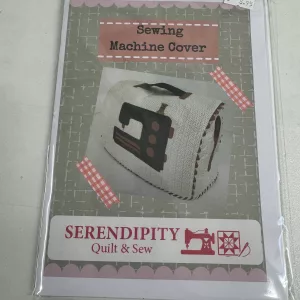 Sewing
Machine Cover
SERENDIPITY
Quilt & Sew